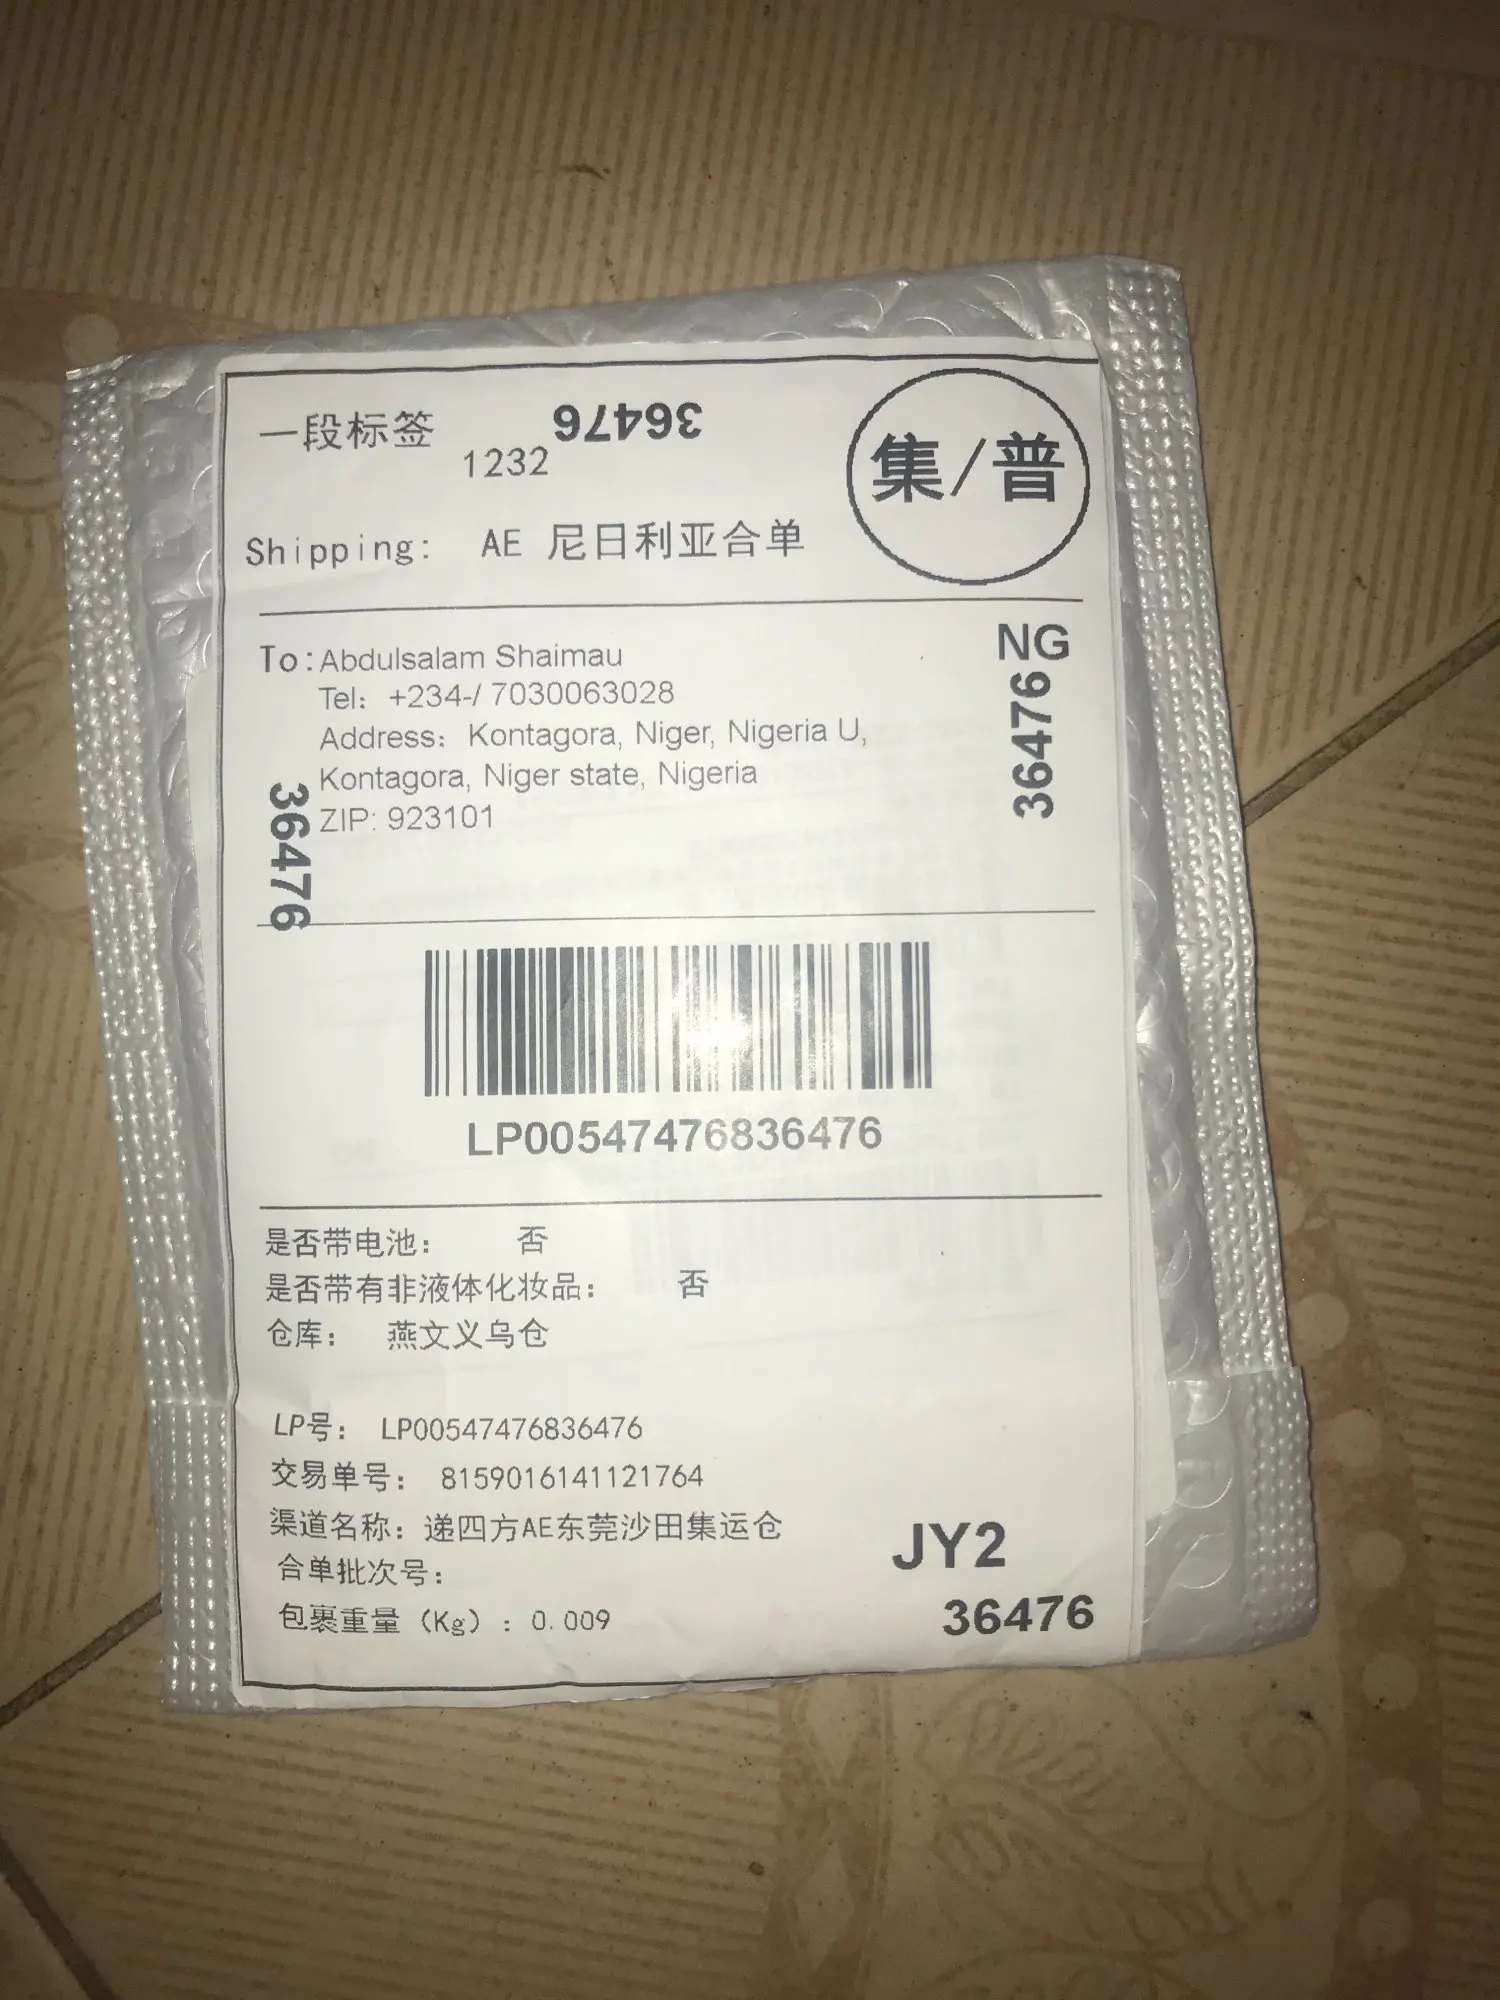 一段标签
36476
1232
集/普
Shipping: AE 尼日利亚合单
To: Abdulsalam Shaimau
Tel: +234-/ 7030063028
Address: Kontagora, Niger, Nigeria U,
Kontagora, Niger state, Nigeria
ZIP: 923101
NG
36476
36476
LP00547476836476
是否带电池: 否
是否带有非液体化妆品: 否
仓库: 燕文义乌仓
LP号: LP00547476836476
交易单号: 8159016141121764
渠道名称: 递四方AE东莞沙田集运仓
合单批次号:
包裹重量 (Kg) : 0.009
JY2
36476